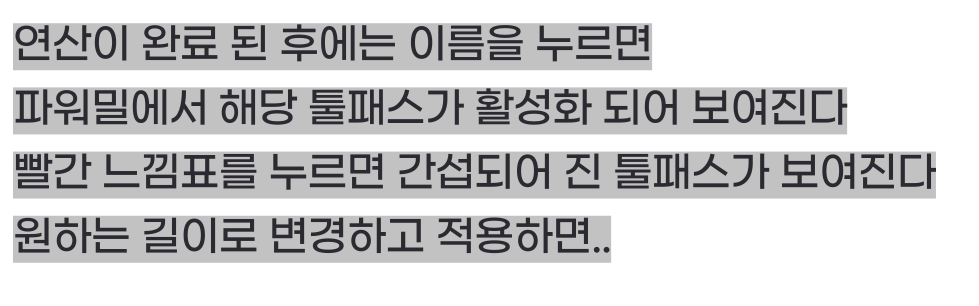 연산이 완료 된 후에는 이름을 누르면
파워밀에서 해당 툴패스가 활성화 되어 보여진다
빨간 느낌표를 누르면 간섭되어 진 툴패스가 보여진다
원하는 길이로 변경하고 적용하면..